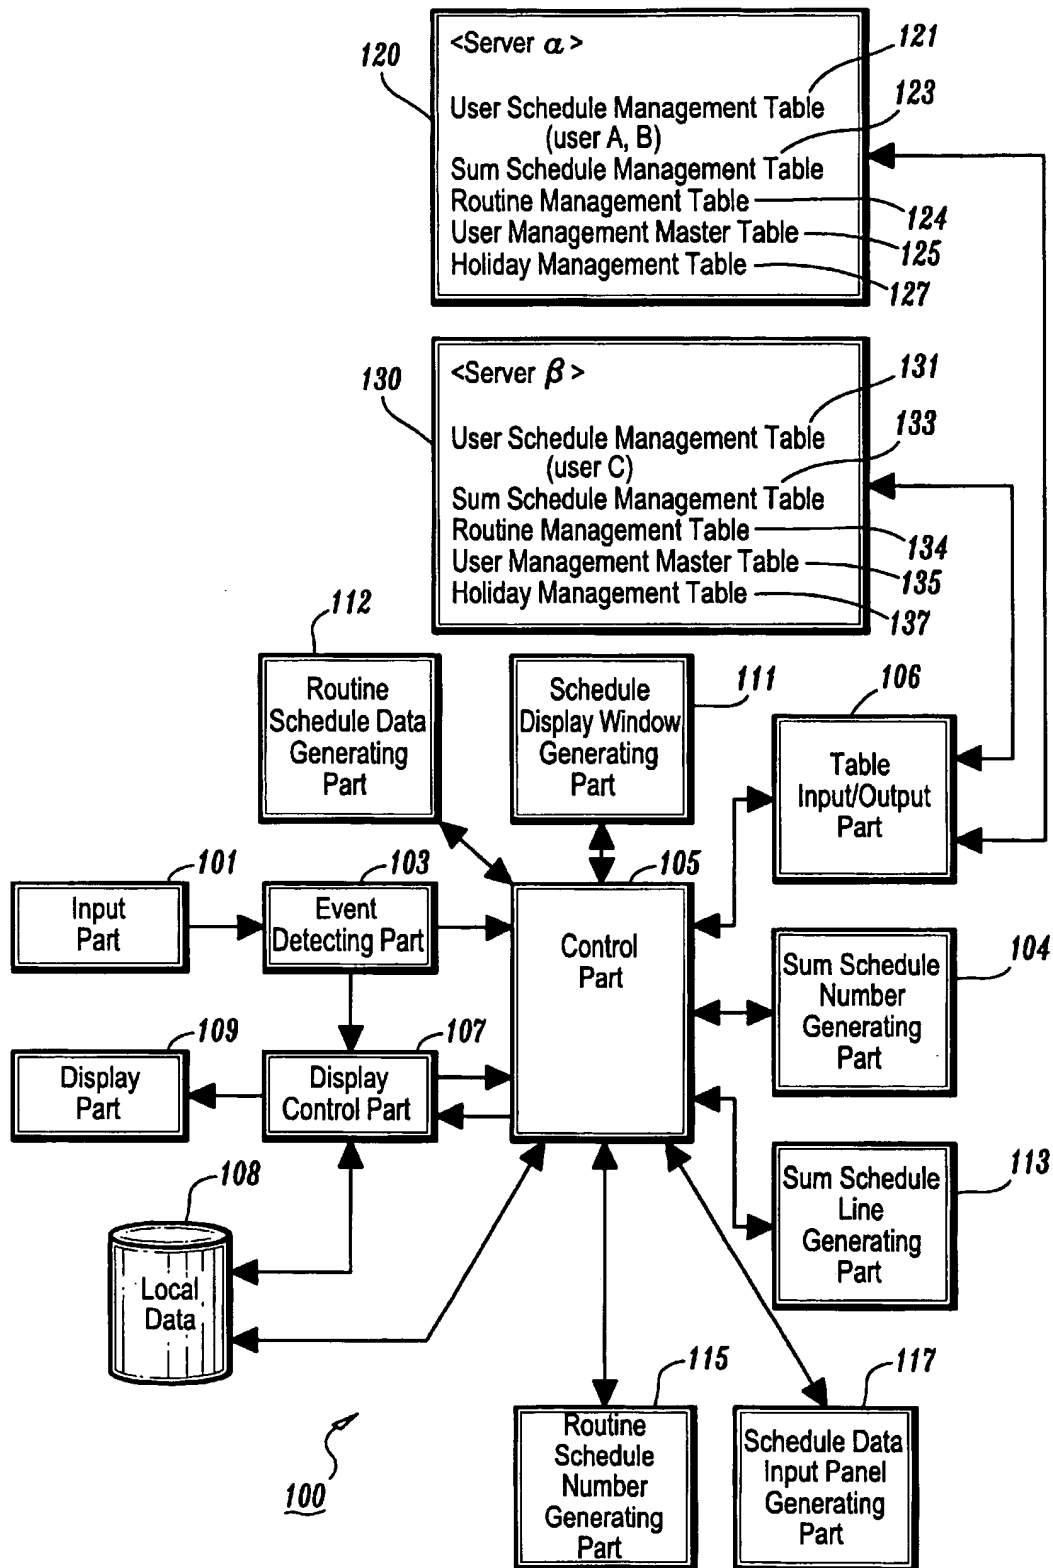 <Server α>
120
121
User Schedule Management Table
(user A, B)
123
Sum Schedule Management Table
Routine Management Table
124
User Management Master Table
125
Holiday Management Table
127
<Server β>
130
131
User Schedule Management Table
(user C)
133
Sum Schedule Management Table
Routine Management Table
134
User Management Master Table
135
Holiday Management Table
137
112
Routine
Schedule Data
Generating
Part
111
Schedule
Display Window
Generating
Part
106
Table
Input/Output
Part
101
Input
Part
103
Event
Detecting Part
105
Control
Part
104
Sum Schedule
Number
Generating
Part
109
Display
Part
107
Display
Control Part
113
Sum Schedule
Line
Generating
Part
108
Local
Data
115
Routine
Schedule
Number
Generating
Part
117
Schedule Data
Input Panel
Generating
Part
100